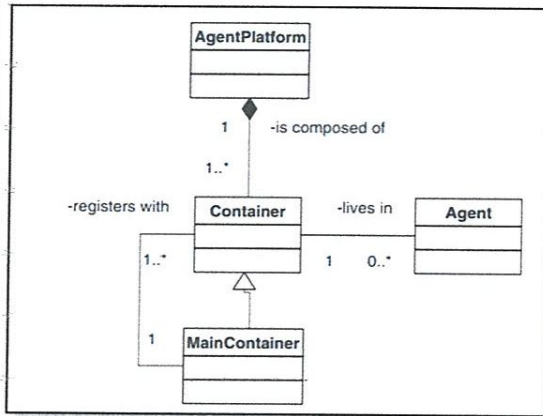 AgentPlatform
1 -is composed of
1..*
-registers with Container -lives in Agent
1..* 1 0..*
1
MainContainer